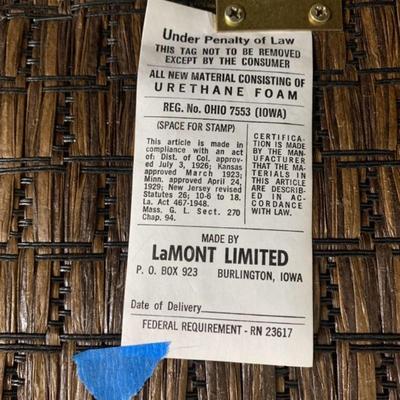 Under Penalty of Law
THIS TAG NOT TO BE REMOVED
EXCEPT BY THE CONSUMER
ALL NEW MATERIAL CONSISTING OF
URETHANE FOAM
REG. No. OHIO 7553 (IOWA)
(SPACE FOR STAMP)
This article is made in
compliance with an act
of: Dist. of Col. approv-
ed July 3, 1926; Kansas
approved March 1923;
Minn. approved April 24,
1929; New Jersey revised
Statutes 26; 10-6 to 18.
La. Act 467-1948.
Mass. G. L. Sect. 270
Chap. 94.
CERTIFICA-
TION IS MADE
BY THE MA-
NUFACTURER
THAT THE MA-
TERIALS IN
THIS ARTICLE
ARE DESCRIB-
ED IN AC-
CORDANCE
WITH LAW.
MADE BY
LaMONT LIMITED
P. O. BOX 923 BURLINGTON, IOWA
Date of Delivery
FEDERAL REQUIREMENT - RN 23617